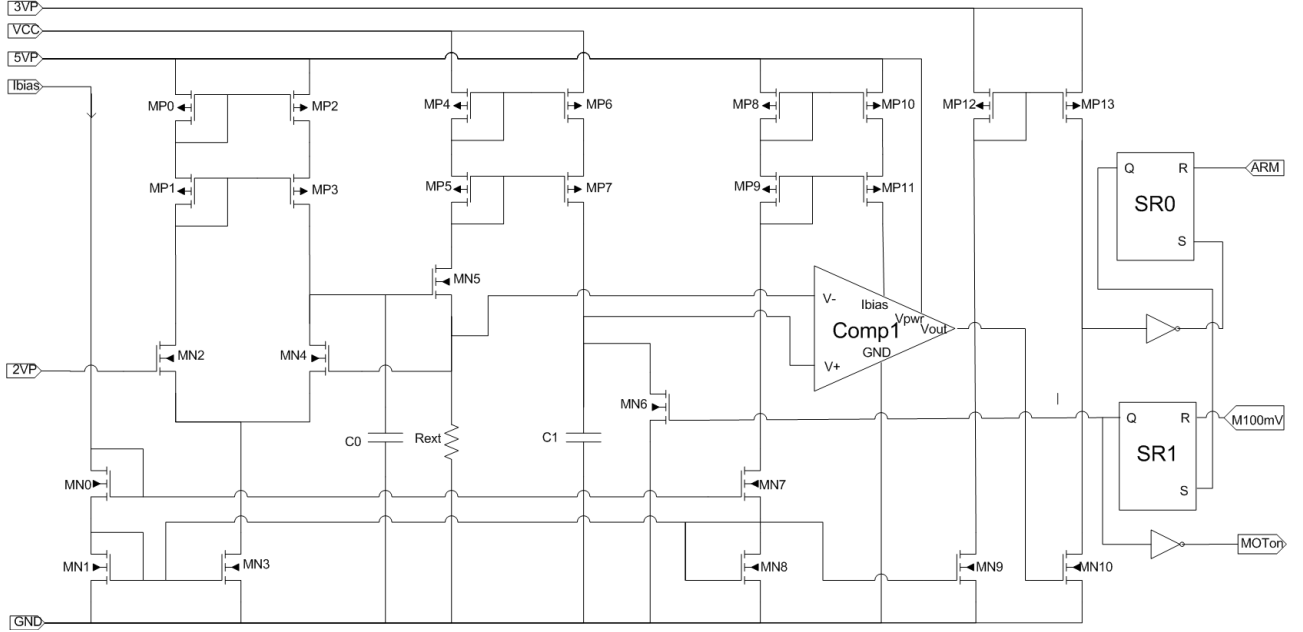 3VP
VCC
5VP
Ibias
MP0
MP2
MP4
MP6
MP8
MP10
MP12
MP13
MP1
MP3
MP5
MP7
MP9
MP11
Q
R
ARM
SR0
S
MN5
V-
Ibias
Vpwr
Comp1
Vout
GND
V+
MN2
MN4
2VP
MN6
Q
R
M100mV
SR1
S
C0
Rext
C1
MN0
MN7
MN1
MN3
MN8
MN9
MN10
MOTon
GND